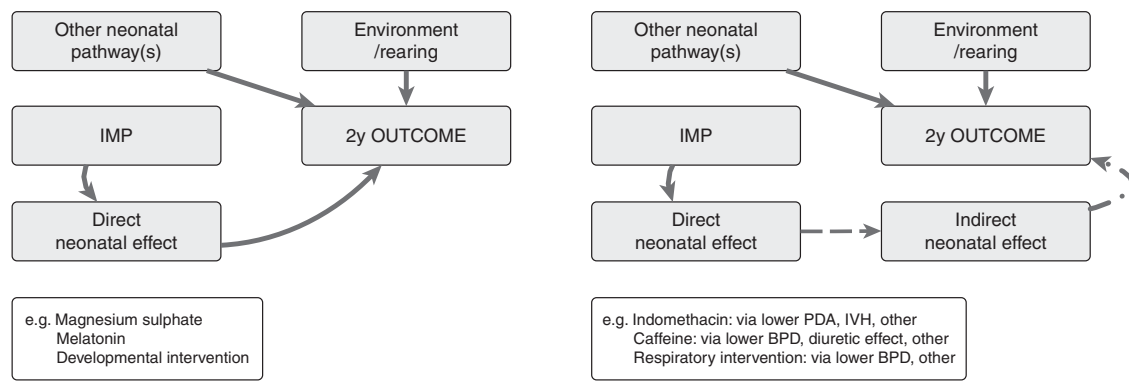 Other neonatal
pathway(s)
Environment
/rearing
IMP
2y OUTCOME
Direct
neonatal effect
e.g. Magnesium sulphate
Melatonin
Developmental intervention
Other neonatal
pathway(s)
Environment
/rearing
IMP
2y OUTCOME
Direct
neonatal effect
Indirect
neonatal effect
e.g. Indomethacin: via lower PDA, IVH, other
Caffeine: via lower BPD, diuretic effect, other
Respiratory intervention: via lower BPD, other